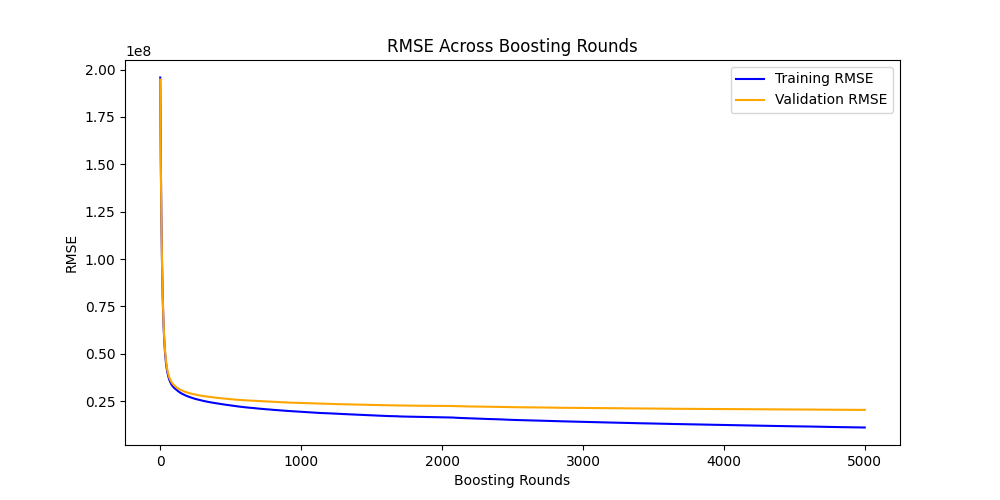 RMSE Across Boosting Rounds
1e8
2.00
1.75
1.50
1.25
1.00
0.75
0.50
0.25
RMSE
Training RMSE
Validation RMSE
0 1000 2000 3000 4000 5000
Boosting Rounds